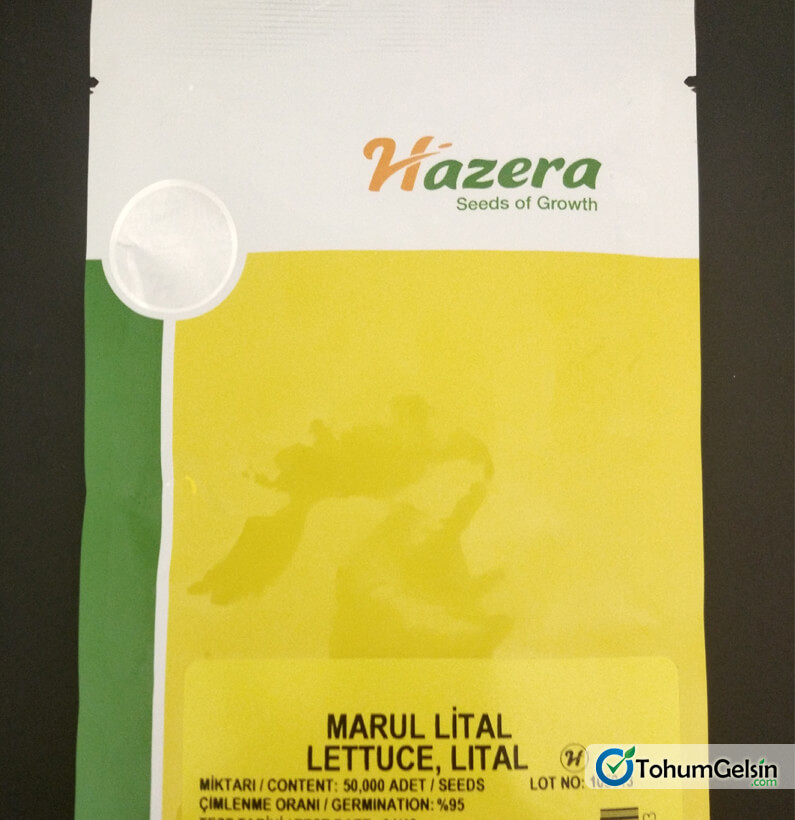 Hazera
Seeds of Growth
MARUL LİTAL
LETTUCE, LITAL
MİKTARI / CONTENT: 50,000 ADET / SEEDS LOT NO:
ÇİMLENME ORANI / GERMINATION: %95
TohumGelsin
.com